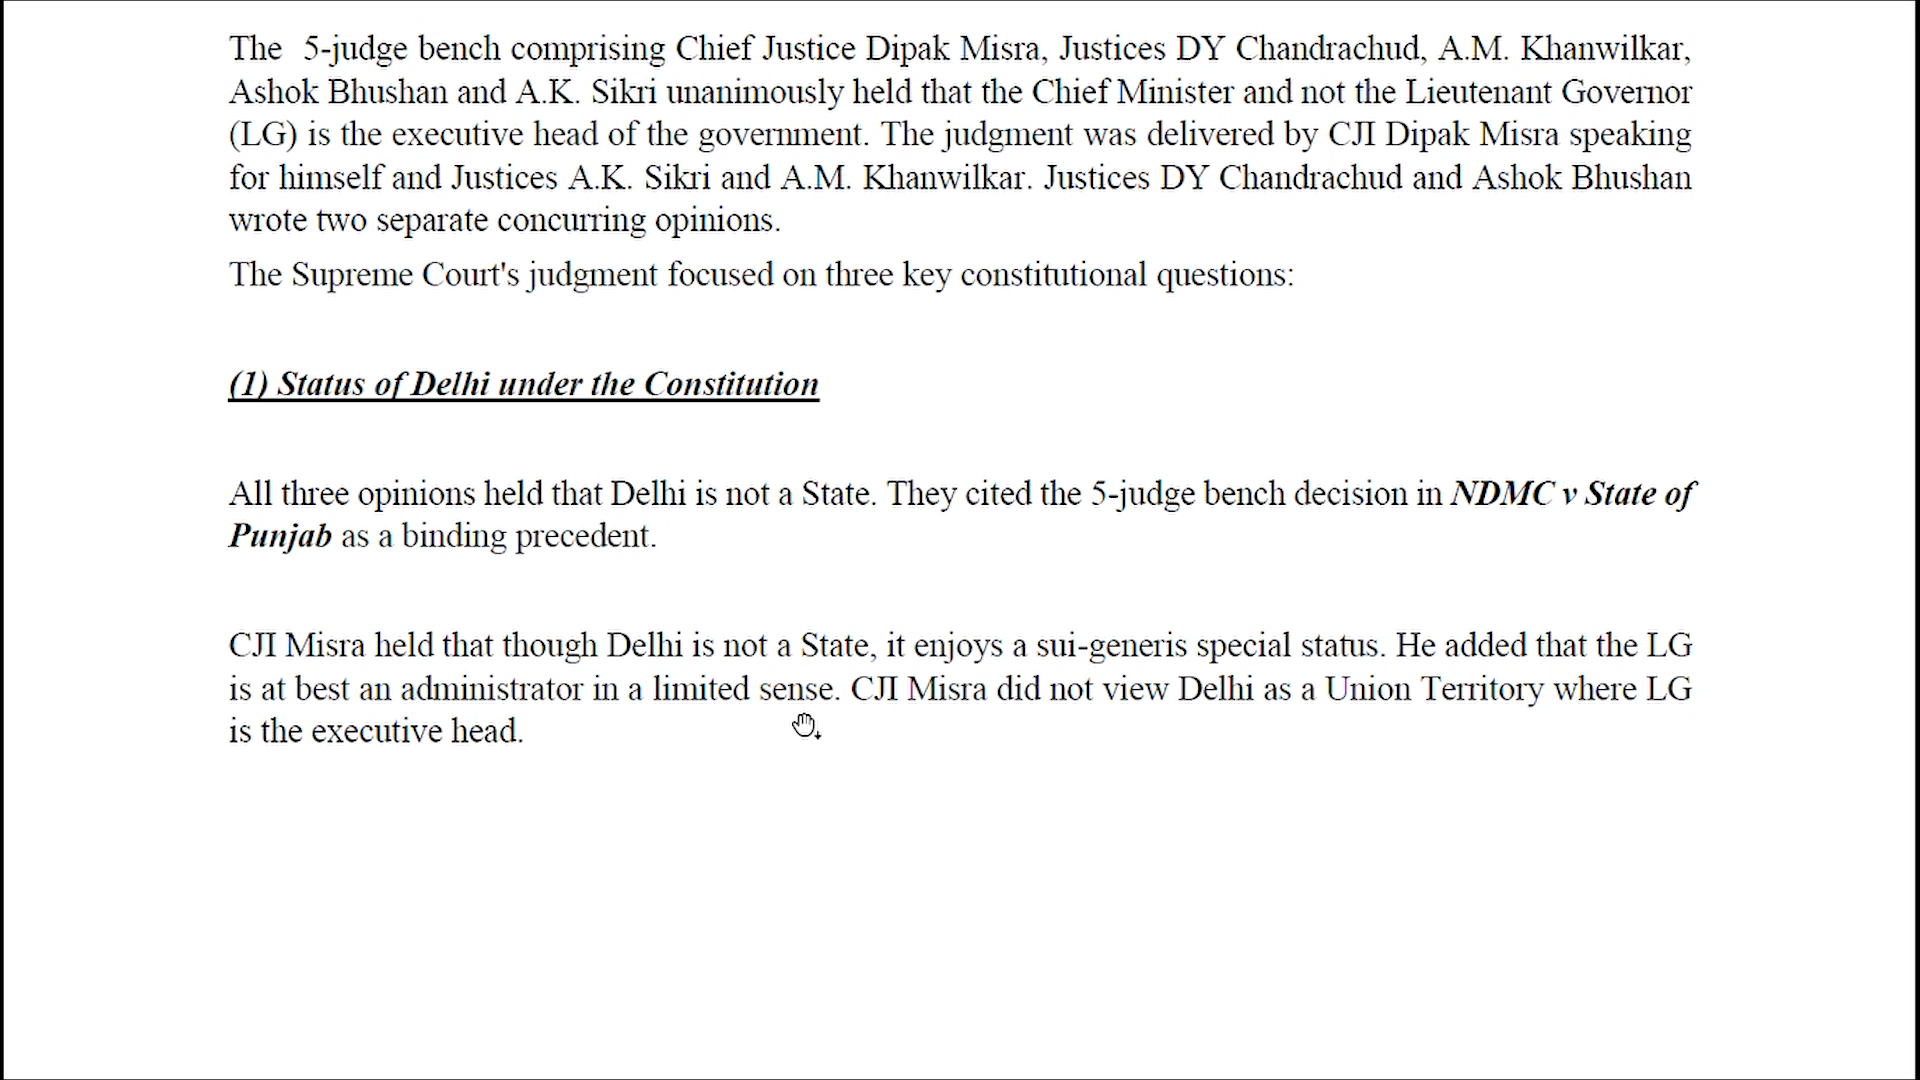 The  5-judge bench comprising Chief Justice Dipak Misra, Justices DY Chandrachud, A.M. Khanwilkar,
Ashok Bhushan and A.K. Sikri unanimously held that the Chief Minister and not the Lieutenant Governor
(LG) is the executive head of the government. The judgment was delivered by CJI Dipak Misra speaking
for himself and Justices A.K. Sikri and A.M. Khanwilkar. Justices DY Chandrachud and Ashok Bhushan
wrote two separate concurring opinions.
The Supreme Court's judgment focused on three key constitutional questions:
(1) Status of Delhi under the Constitution
All three opinions held that Delhi is not a State. They cited the 5-judge bench decision in NDMC v State of
Punjab as a binding precedent.
CJI Misra held that though Delhi is not a State, it enjoys a sui-generis special status. He added that the LG
is at best an administrator in a limited sense. CJI Misra did not view Delhi as a Union Territory where LG
is the executive head.